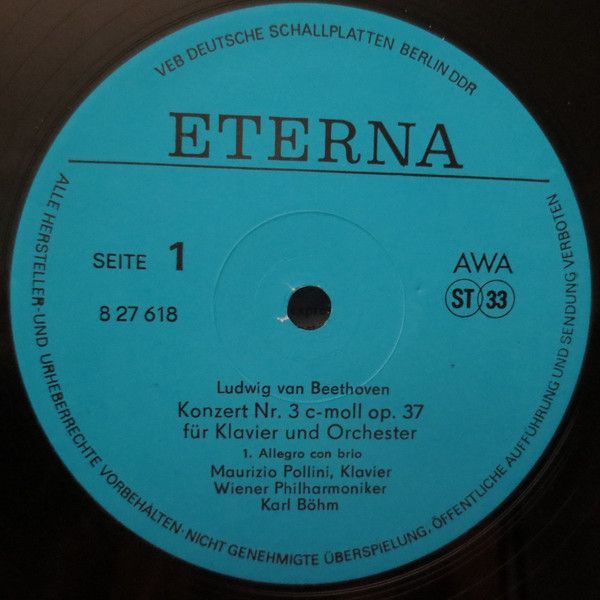 VEB DEUTSCHE SCHALLPLATTEN BERLIN DDR
ETERNA
SEITE 1
8 27 618
AWA
ST 33
Ludwig van Beethoven
Konzert Nr. 3 c-moll op. 37
für Klavier und Orchester
1. Allegro con brio
Maurizio Pollini, Klavier
Wiener Philharmoniker
Karl Böhm
ALLE HERSTELLER- UND URHEBERRECHTE VORBEHALTEN · NICHT GENEHMIGTE ÜBERSPIELUNG, ÖFFENTLICHE AUFFÜHRUNG UND SENDUNG VERBOTEN